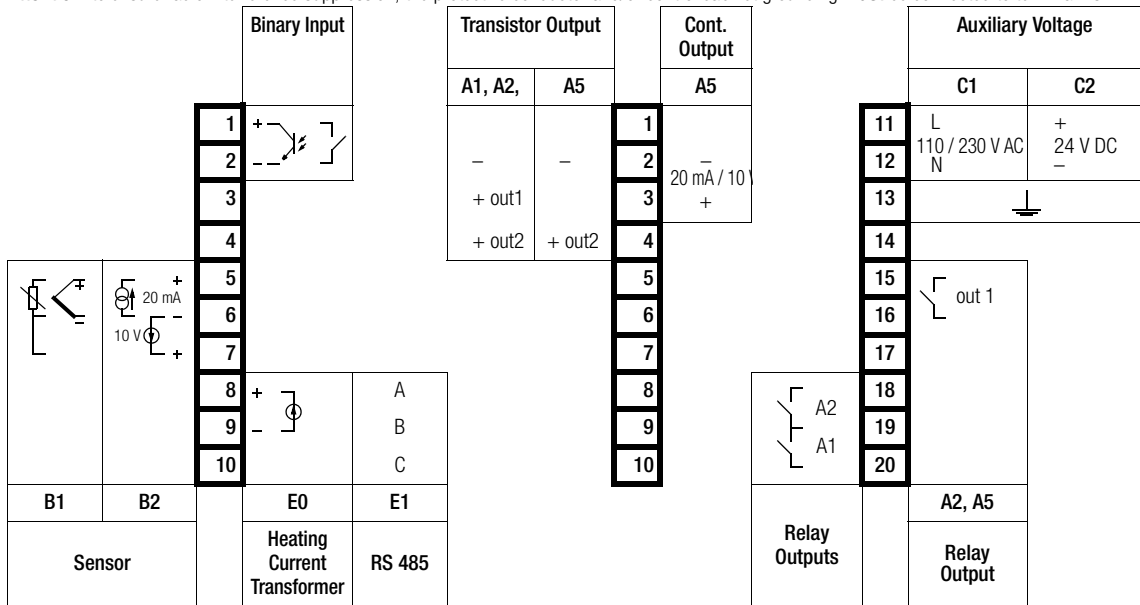 Binary Input
Transistor Output
Cont.
Output
Auxiliary Voltage
A1, A2,
A5
A5
C1
C2
1
+
1
11
L
+
110 / 230 V AC
24 V DC
2
– –
–
–
2
–
12
N
–
20 mA / 10
3
+ out1
3
+
13
4
+ out2
+ out2
4
14
5
+
+
20 mA
5
15
out 1
6
–
–
6
16
10 V
7
+
7
17
8
+
A
8
18
A2
9
–
B
9
19
A1
10
C
10
20
B1
B2
E0
E1
A2, A5
Sensor
Heating
Current
Transformer
RS 485
Relay
Outputs
Relay
Output